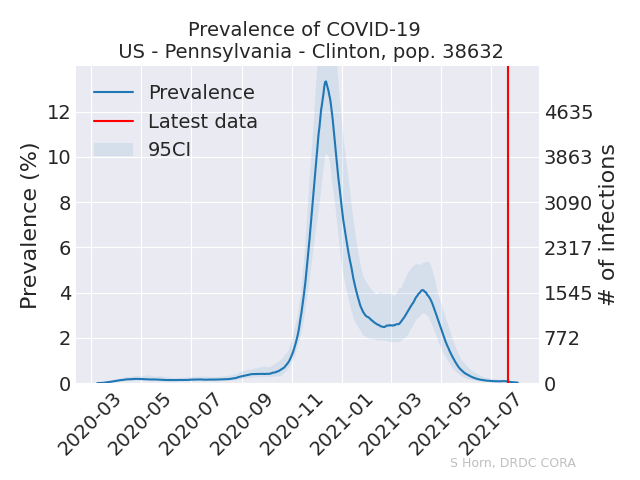 Prevalence of COVID-19
US - Pennsylvania - Clinton, pop. 38632
Prevalence
Latest data
95CI
Prevalence (%)
12
10
8
6
4
2
0
4635
3863
3090
2317
1545
772
0
# of infections
2020-03
2020-05
2020-07
2020-09
2020-11
2021-01
2021-03
2021-05
2021-07
S Horn, DRDC CORA